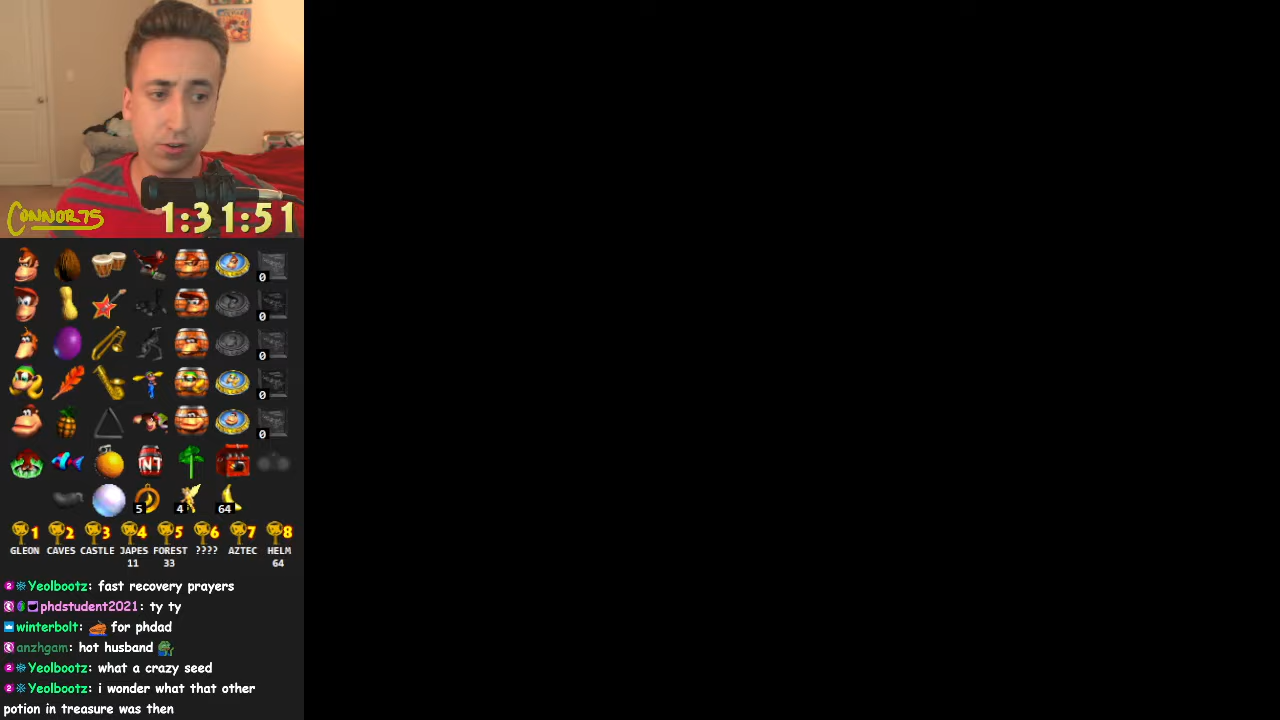 CONNOR75
1:31:51
0
0
0
0
0
NT
5 4 64
1 2 3 4 5 6 7 8
GLEON CAVES CASTLE JAPES FOREST ???? AZTEC HELM
11 33 64
Yeolbootz: fast recovery prayers
phdstudent2021: ty ty
winterbolt: for phdad
anzhgam: hot husband
Yeolbootz: what a crazy seed
Yeolbootz: i wonder what that other
potion in treasure was then